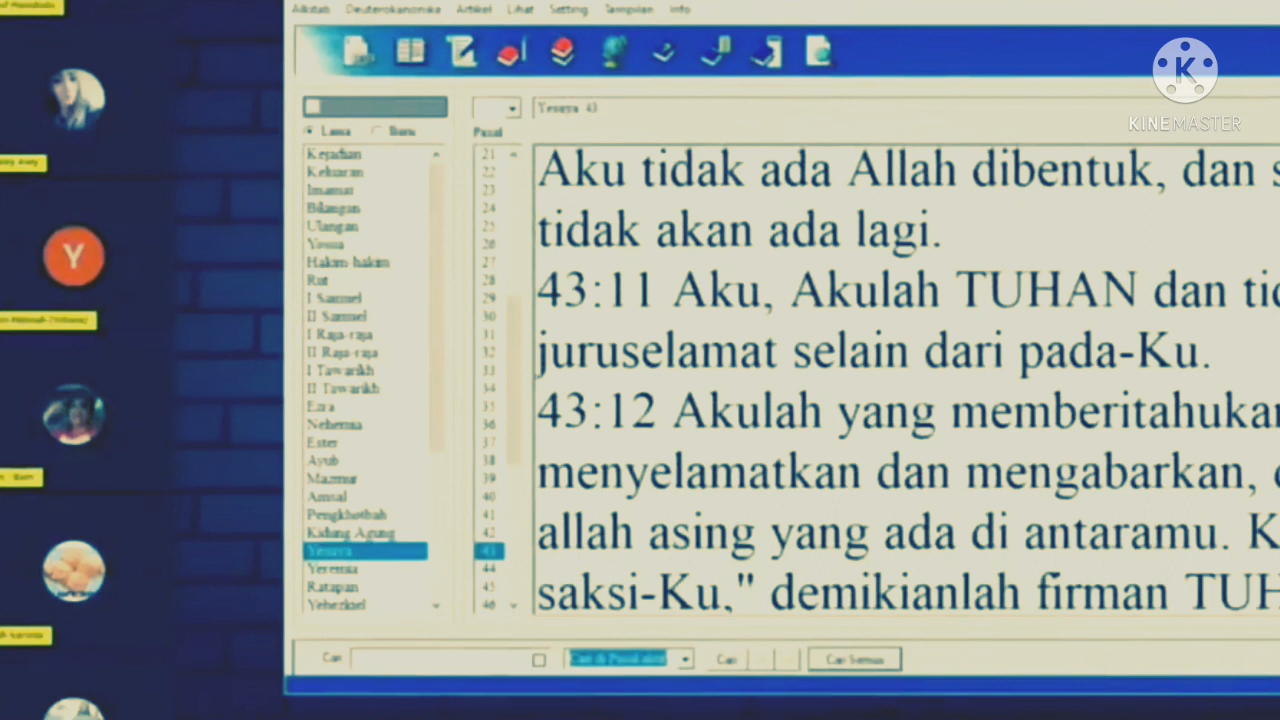 Alkitab Deuterokanonika Artikel Lihat Setting Tampilan Info
KINEMASTER
K
Yesaya 43
Lama Baru
Pasal
Kejadian
Keluaran
Imamat
Bilangan
Ulangan
Yosua
Hakim-hakim
Rut
I Samuel
II Samuel
I Raja-raja
II Raja-raja
I Tawarikh
II Tawarikh
Ezra
Nehemia
Ester
Ayub
Mazmur
Amsal
Pengkhotbah
Kidung Agung
Yesaya
Yeremia
Ratapan
Yehezkiel
21
22
23
24
25
26
27
28
29
30
31
32
33
34
35
36
37
38
39
40
41
42
43
44
45
46
Aku tidak ada Allah dibentuk, dan s
tidak akan ada lagi.
43:11 Aku, Akulah TUHAN dan tid
juruselamat selain dari pada-Ku.
43:12 Akulah yang memberitahukan
menyelamatkan dan mengabarkan,
allah asing yang ada di antaramu. K
saksi-Ku," demikianlah firman TUH
Y
Cari
Cari
Cari Semua